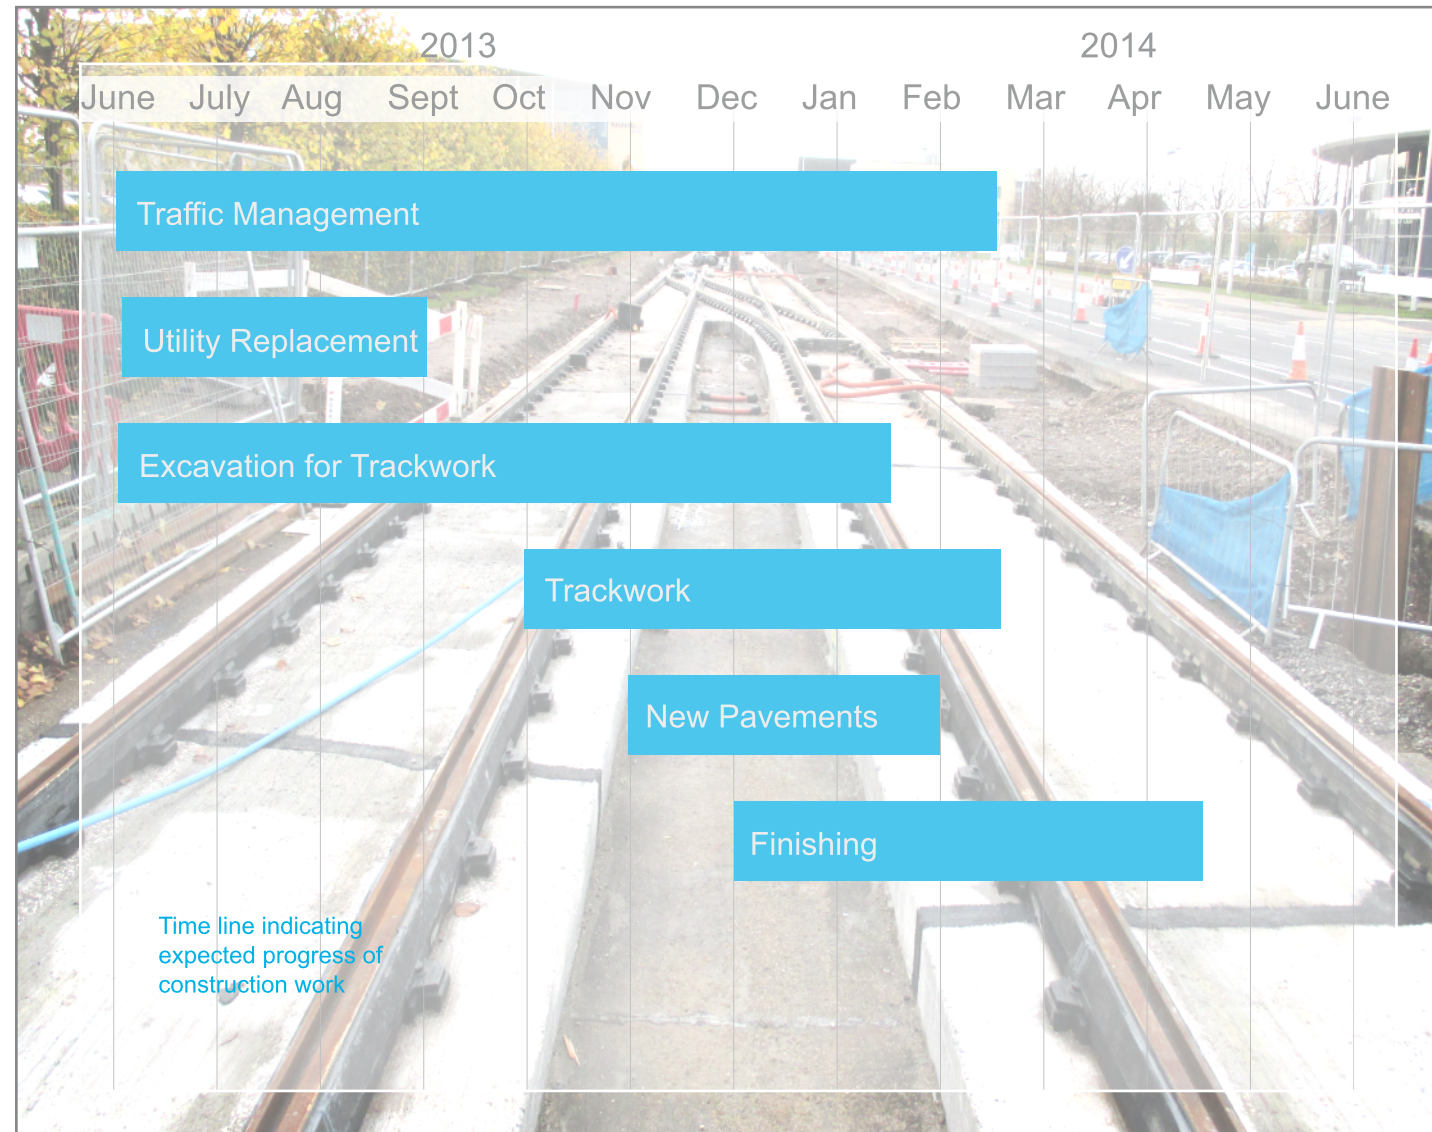 2013 2014
June July Aug Sept Oct Nov Dec Jan Feb Mar Apr May June
Traffic Management
Utility Replacement
Excavation for Trackwork
Trackwork
New Pavements
Finishing
Time line indicating
expected progress of
construction work